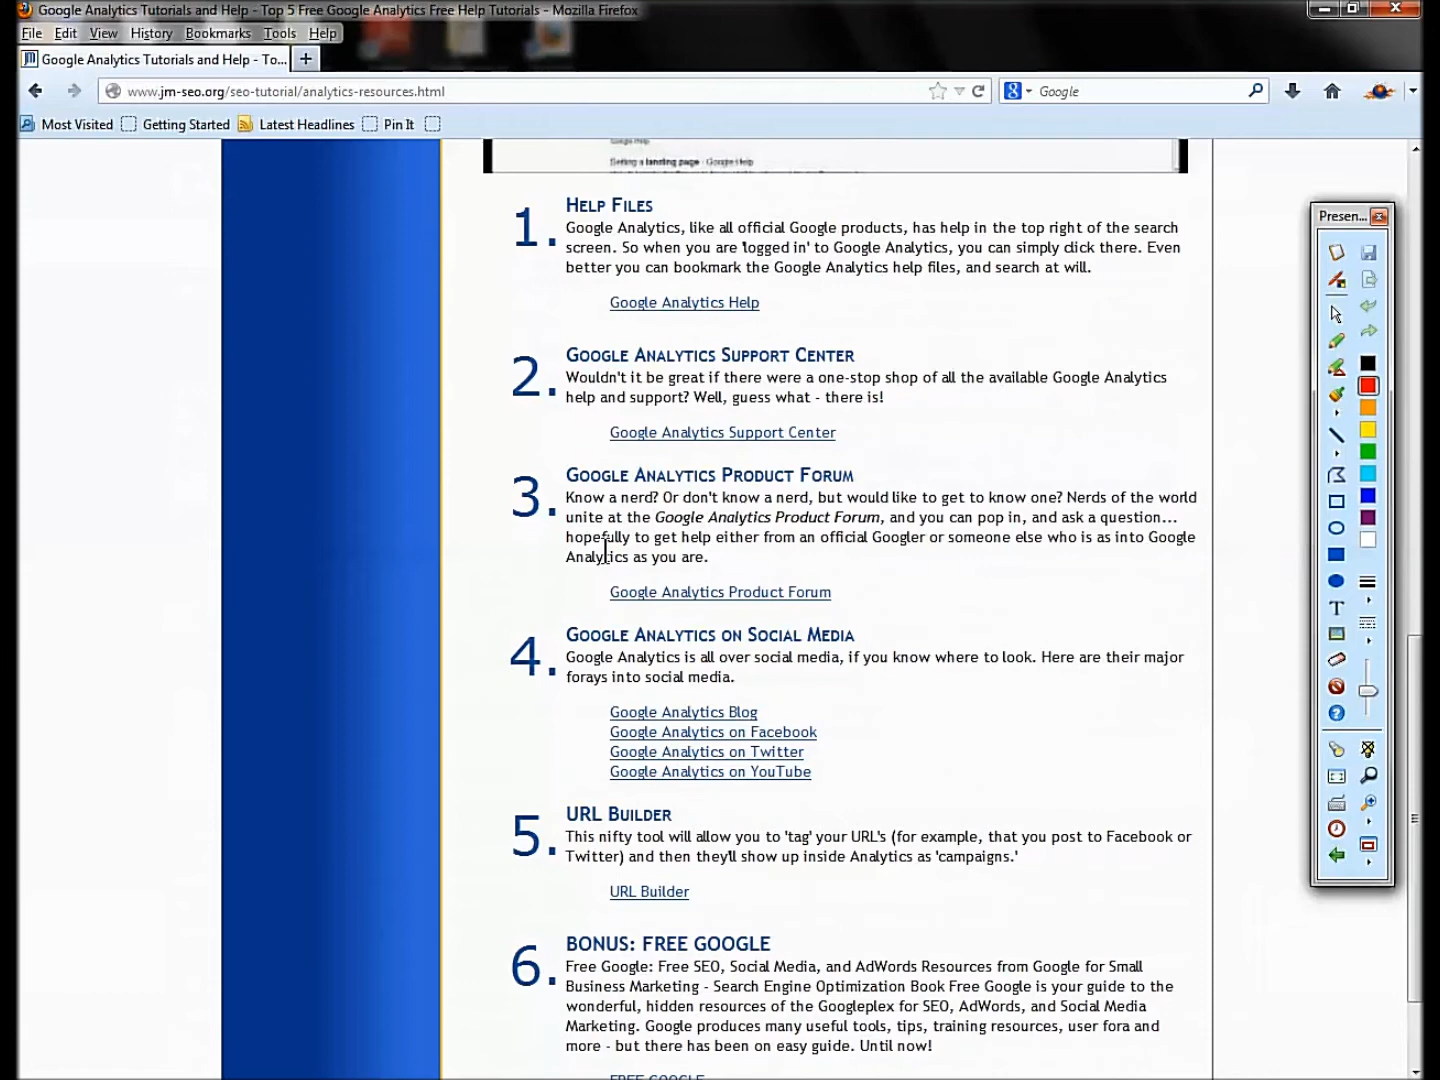 Google Analytics Tutorials and Help - Top 5 Free Google Analytics Free Help Tutorials - Mozilla Firefox
File Edit View History Bookmarks Tools Help
Google Analytics Tutorials and Help - To... +
www.jm-seo.org/seo-tutorial/analytics-resources.html
Google
Most Visited Getting Started Latest Headlines Pin It
Getting a landing page - Google Help
Presen...
1. Help Files
Google Analytics, like all official Google products, has help in the top right of the search
screen. So when you are 'logged in' to Google Analytics, you can simply click there. Even
better you can bookmark the Google Analytics help files, and search at will.
Google Analytics Help
2. Google Analytics Support Center
Wouldn't it be great if there were a one-stop shop of all the available Google Analytics
help and support? Well, guess what - there is!
Google Analytics Support Center
3. Google Analytics Product Forum
Know a nerd? Or don't know a nerd, but would like to get to know one? Nerds of the world
unite at the Google Analytics Product Forum, and you can pop in, and ask a question...
hopefully to get help either from an official Googler or someone else who is as into Google
Analytics as you are.
Google Analytics Product Forum
4. Google Analytics on Social Media
Google Analytics is all over social media, if you know where to look. Here are their major
forays into social media.
Google Analytics Blog
Google Analytics on Facebook
Google Analytics on Twitter
Google Analytics on YouTube
5. URL Builder
This nifty tool will allow you to 'tag' your URL's (for example, that you post to Facebook or
Twitter) and then they'll show up inside Analytics as 'campaigns.'
URL Builder
6. BONUS: FREE GOOGLE
Free Google: Free SEO, Social Media, and AdWords Resources from Google for Small
Business Marketing - Search Engine Optimization Book Free Google is your guide to the
wonderful, hidden resources of the Googleplex for SEO, AdWords, and Social Media
Marketing. Google produces many useful tools, tips, training resources, user fora and
more - but there has been on easy guide. Until now!
FREE GOOGLE